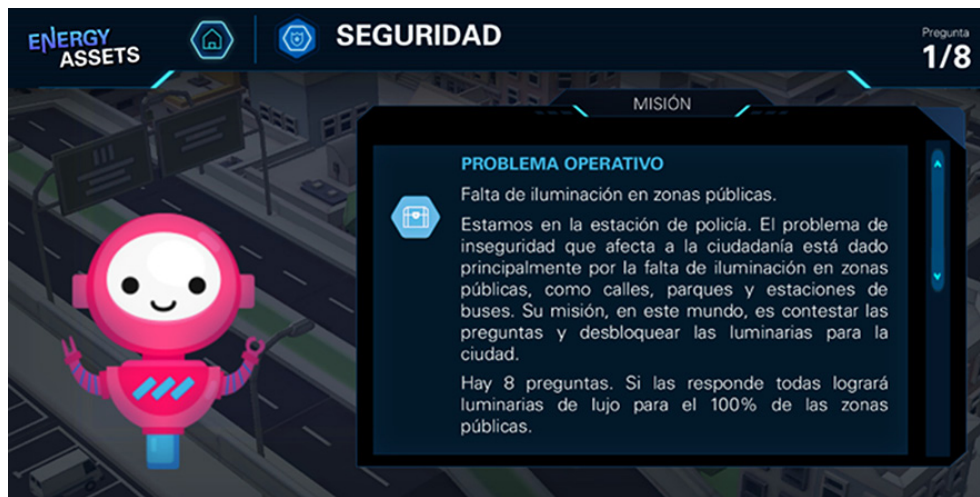 ENERGY
ASSETS
SEGURIDAD
Pregunta
1/8
MISIÓN
PROBLEMA OPERATIVO
Falta de iluminación en zonas públicas.
Estamos en la estación de policía. El problema de
inseguridad que afecta a la ciudadanía está dado
principalmente por la falta de iluminación en zonas
públicas, como calles, parques y estaciones de
buses. Su misión, en este mundo, es contestar las
preguntas y desbloquear las luminarias para la
ciudad.
Hay 8 preguntas. Si las responde todas logrará
luminarias de lujo para el 100% de las zonas
públicas.